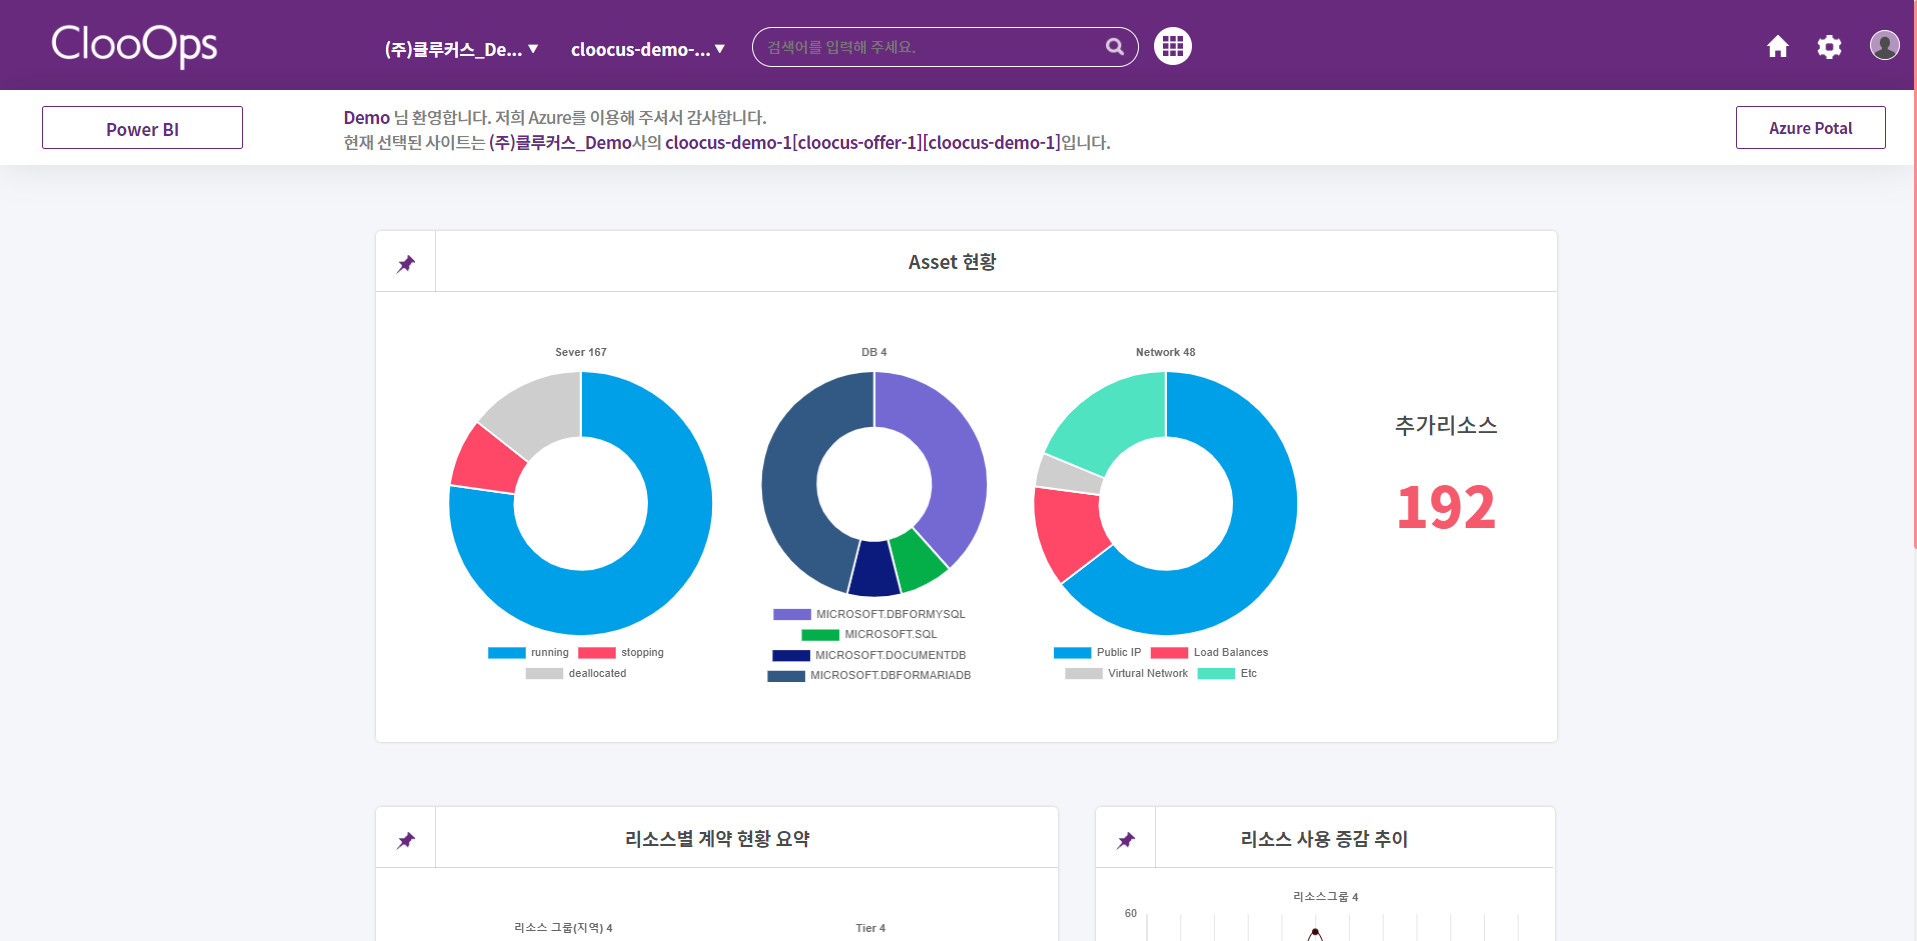 ClooOps
(주)클루커스_De... ▼
cloocus-demo-... ▼
검색어를 입력해 주세요.
Power BI
Demo 님 환영합니다. 저희 Azure를 이용해 주셔서 감사합니다.
현재 선택된 사이트는 (주)클루커스_Demo사의 cloocus-demo-1[cloocus-offer-1][cloocus-demo-1]입니다.
Azure Potal
Asset 현황
Sever 167
running
stopping
deallocated
DB 4
MICROSOFT.DBFORMYSQL
MICROSOFT.SQL
MICROSOFT.DOCUMENTDB
MICROSOFT.DBFORMARIADB
Network 48
Public IP
Load Balances
Virtural Network
Etc
추가리소스
192
리소스별 계약 현황 요약
리소스 그룹(지역) 4
Tier 4
리소스 사용 증감 추이
리소스그룹 4
60